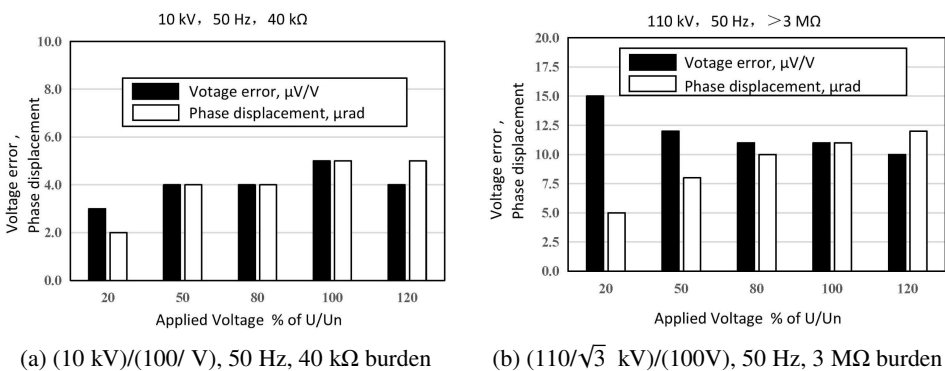 10 kV，50 Hz，40 kΩ
10.0
8.0
6.0
4.0
2.0
0.0
Voltage error ,
Phase displacement
Votage error, μV/V
Phase displacement, μrad
20 50 80 100 120
Applied Voltage % of U/Un
(a) (10 kV)/(100/ V), 50 Hz, 40 kΩ burden
110 kV，50 Hz，＞3 MΩ
20.0
17.5
15.0
12.5
10.0
7.5
5.0
2.5
0.0
Voltage error ,
Phase displacement
Votage error, μV/V
Phase displacement, μrad
20 50 80 100 120
Applied Voltage % of U/Un
(b) (110/√3 kV)/(100V), 50 Hz, 3 MΩ burden